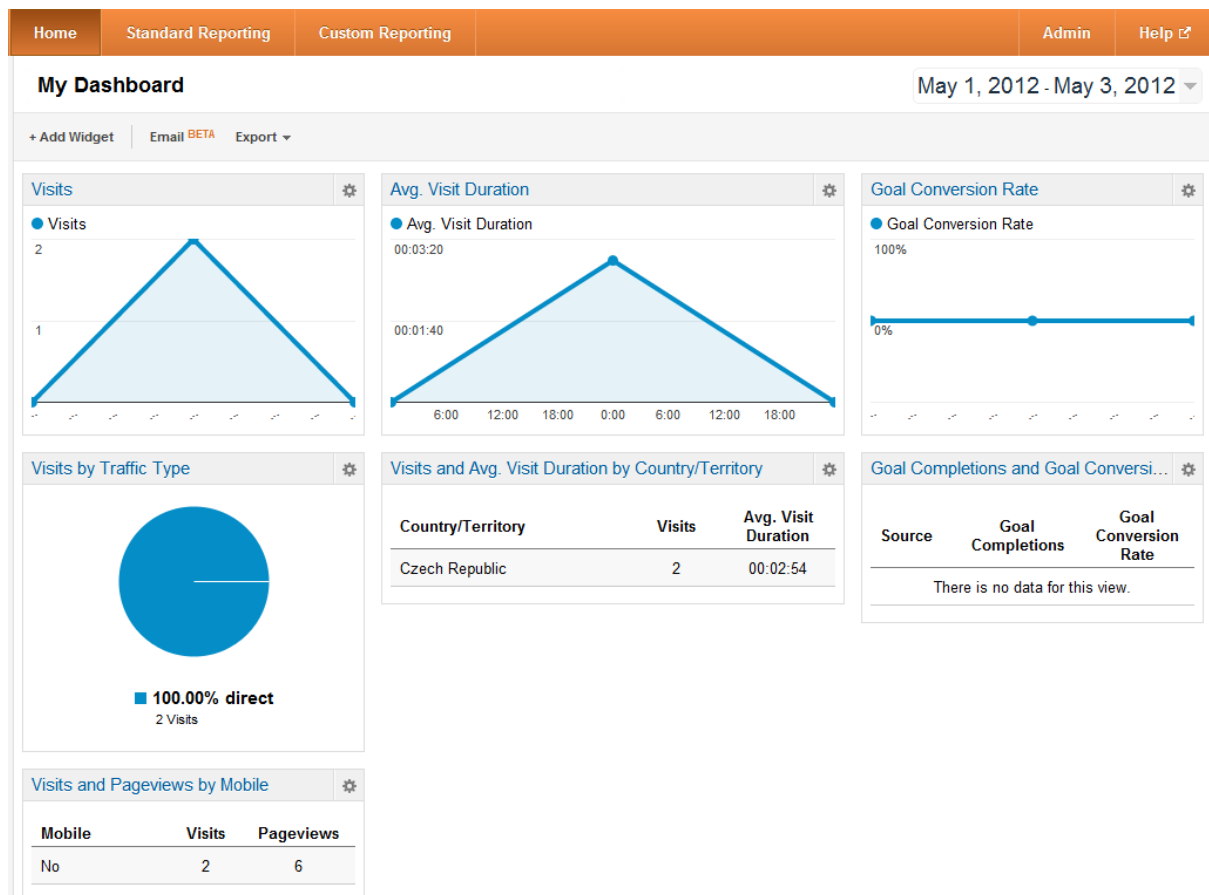 Home Standard Reporting Custom Reporting Admin Help
My Dashboard May 1, 2012 - May 3, 2012
+ Add Widget Email BETA Export
Visits
Visits
2
1
Avg. Visit Duration
Avg. Visit Duration
00:03:20
00:01:40
6:00 12:00 18:00 0:00 6:00 12:00 18:00
Goal Conversion Rate
Goal Conversion Rate
100%
0%
Visits by Traffic Type
100.00% direct
2 Visits
Visits and Avg. Visit Duration by Country/Territory
Country/Territory Visits Avg. Visit Duration
Czech Republic 2 00:02:54
Goal Completions and Goal Conversi...
Source Goal Completions Goal Conversion Rate
There is no data for this view.
Visits and Pageviews by Mobile
Mobile Visits Pageviews
No 2 6